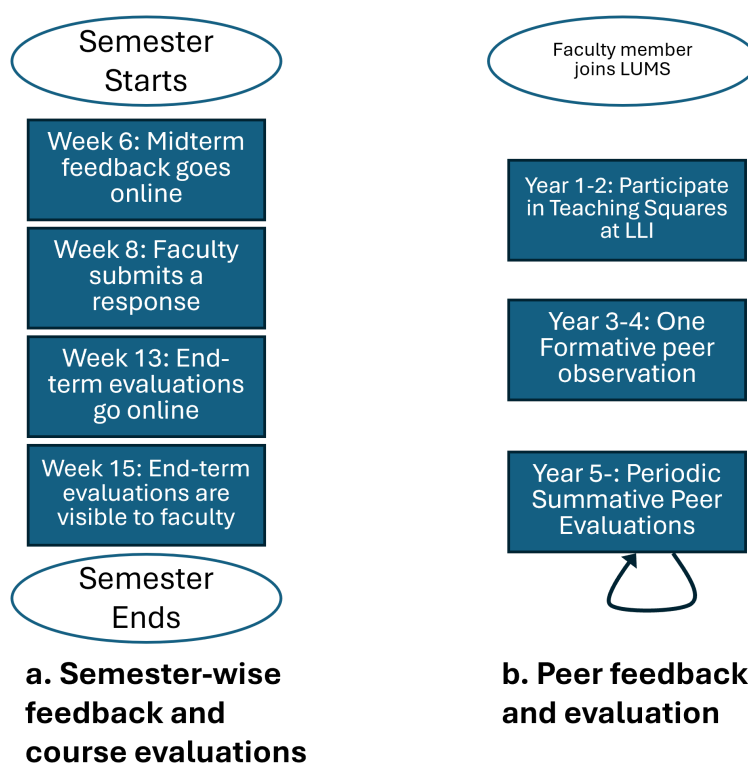 Semester
Starts
Week 6: Midterm
feedback goes
online
Week 8: Faculty
submits a
response
Week 13: End-
term evaluations
go online
Week 15: End-term
evaluations are
visible to faculty
Semester
Ends
a. Semester-wise
feedback and
course evaluations
Faculty member
joins LUMS
Year 1-2: Participate
in Teaching Squares
at LLI
Year 3-4: One
Formative peer
observation
Year 5-: Periodic
Summative Peer
Evaluations
b. Peer feedback
and evaluation